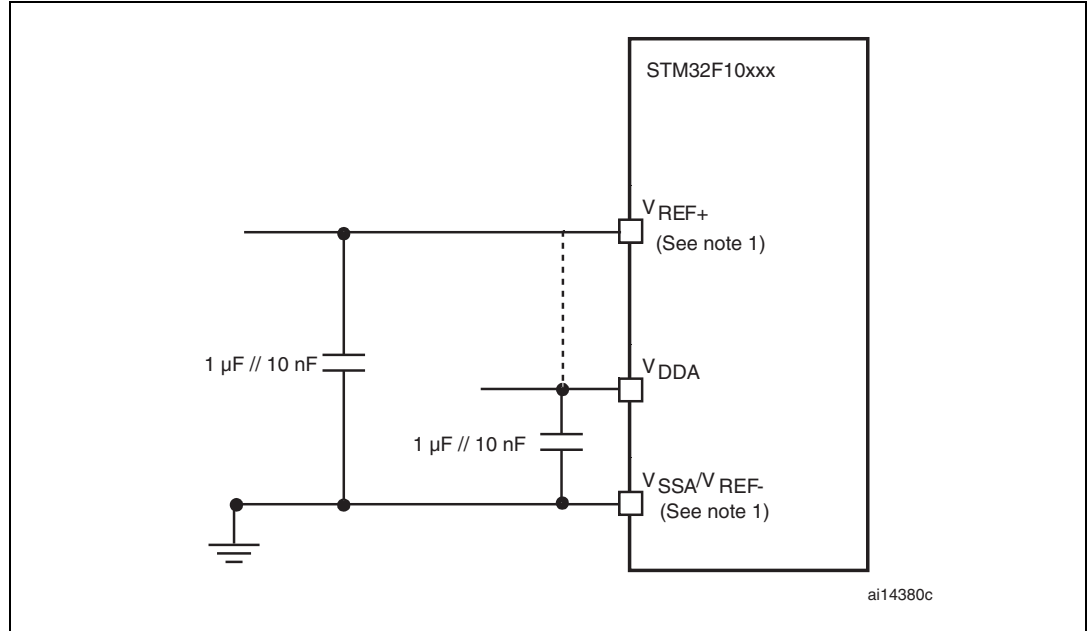 STM32F10xxx
VREF+
(See note 1)
1 µF // 10 nF
VDDA
1 µF // 10 nF
VSSA/VREF-
(See note 1)
ai14380c